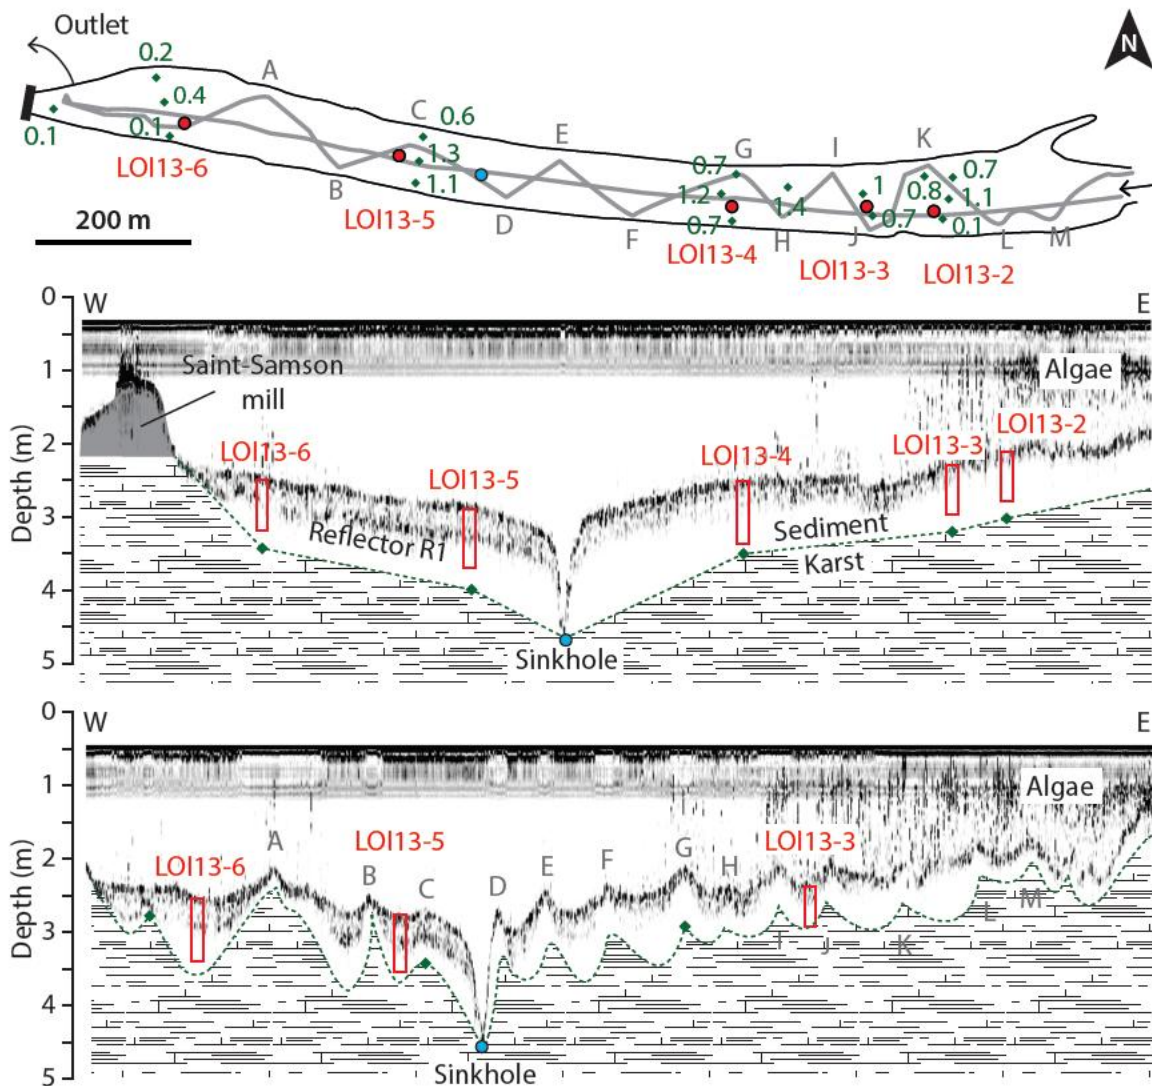 Outlet
N
0.2
A
0.4
C
0.6
E
K
0.1
0.1
1.3
0.7
G
I
0.7
LOI13-6
1.1
1.2
1
0.8
1.1
B
1.4
0.7
0.1
200 m
LOI13-5
D
F
0.7
H
J
L
M
LOI13-4
LOI13-3
LOI13-2
0
W
E
1
Saint-Samson
mill
Algae
2
LOI13-6
LOI13-5
LOI13-4
LOI13-3
LOI13-2
Depth (m)
3
Reflector R1
Sediment
Karst
4
Sinkhole
5
0
W
E
1
Algae
LOI13-6
A
LOI13-5
LOI13-3
2
B
C
D
E
F
G
H
Depth (m)
3
I
J
K
L
M
4
Sinkhole
5